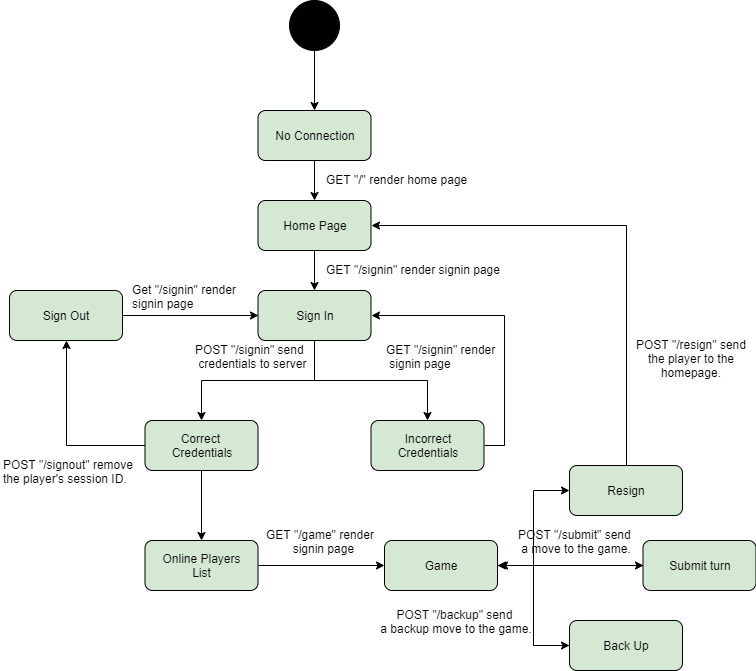 No Connection
GET "/" render home page
Home Page
GET "/signin" render signin page
Get "/signin" render
signin page
Sign Out
Sign In
POST "/signin" send
credentials to server
GET "/signin" render
signin page
POST "/resign" send
the player to the
homepage.
Correct
Credentials
Incorrect
Credentials
POST "/signout" remove
the player's session ID.
Resign
GET "/game" render
signin page
POST "/submit" send
a move to the game.
Online Players
List
Game
Submit turn
POST "/backup" send
a backup move to the game.
Back Up